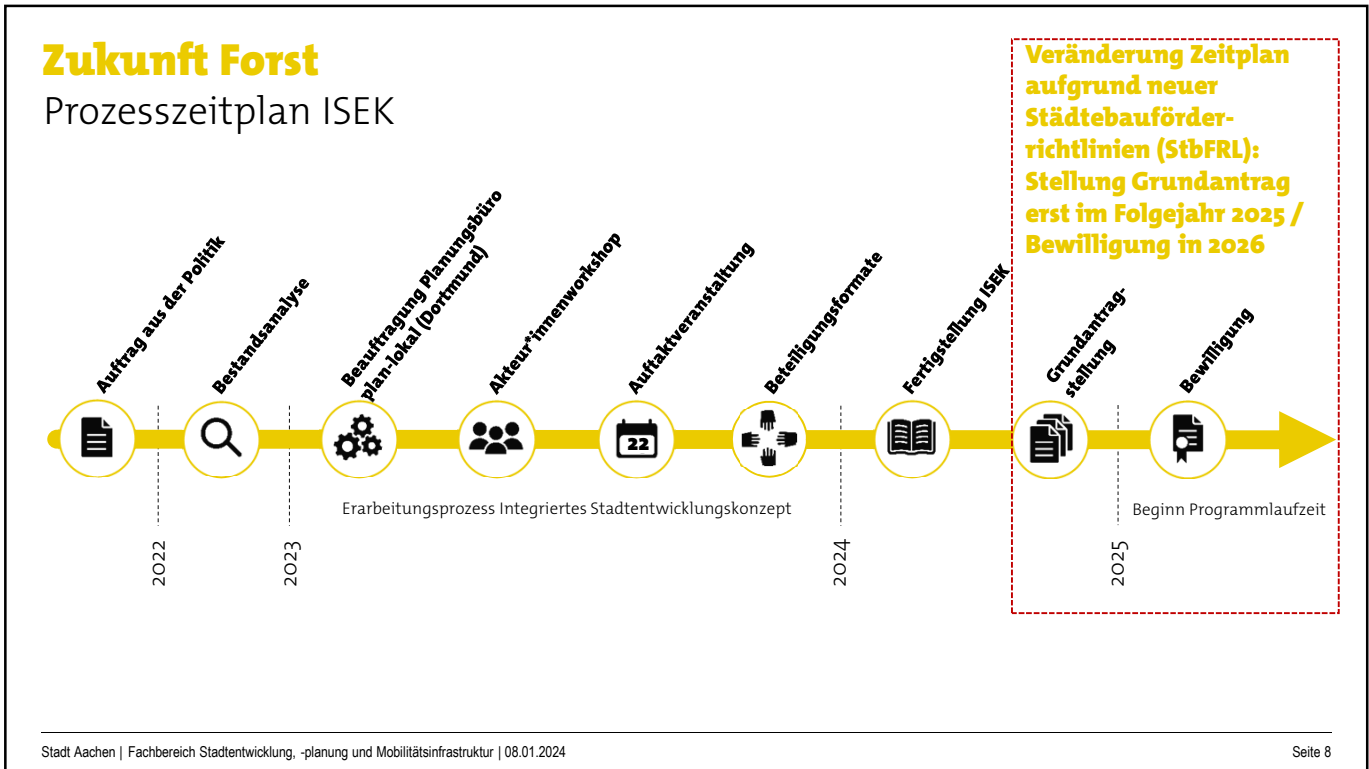 Zukunft Forst
Prozesszeitplan ISEK
Veränderung Zeitplan
aufgrund neuer
Städtebauförder-
richtlinien (StbFRL):
Stellung Grundantrag
erst im Folgejahr 2025 /
Bewilligung in 2026
Auftrag aus der Politik
Bestandsanalyse
Beauftragung Planungsbüro
plan-lokal (Dortmund)
Akteur*innenworkshop
Auftaktveranstaltung
Beteiligungsformate
Fertigstellung ISEK
Grundantrag-
stellung
Bewilligung
22
Erarbeitungsprozess Integriertes Stadtentwicklungskonzept
Beginn Programmlaufzeit
2022
2023
2024
2025
Stadt Aachen | Fachbereich Stadtentwicklung, -planung und Mobilitätsinfrastruktur | 08.01.2024
Seite 8